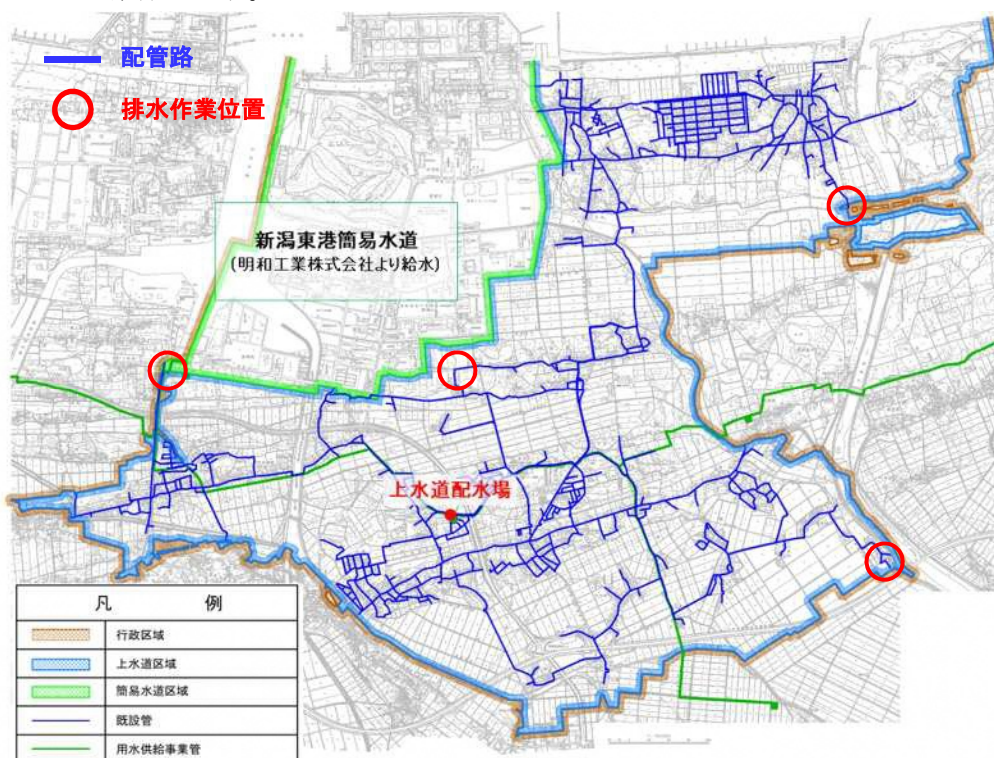 配管路
排水作業位置
新潟東港簡易水道
(明和工業株式会社より給水)
上水道配水場
凡 例
行政区域
上水道区域
簡易水道区域
既設管
用水供給事業管